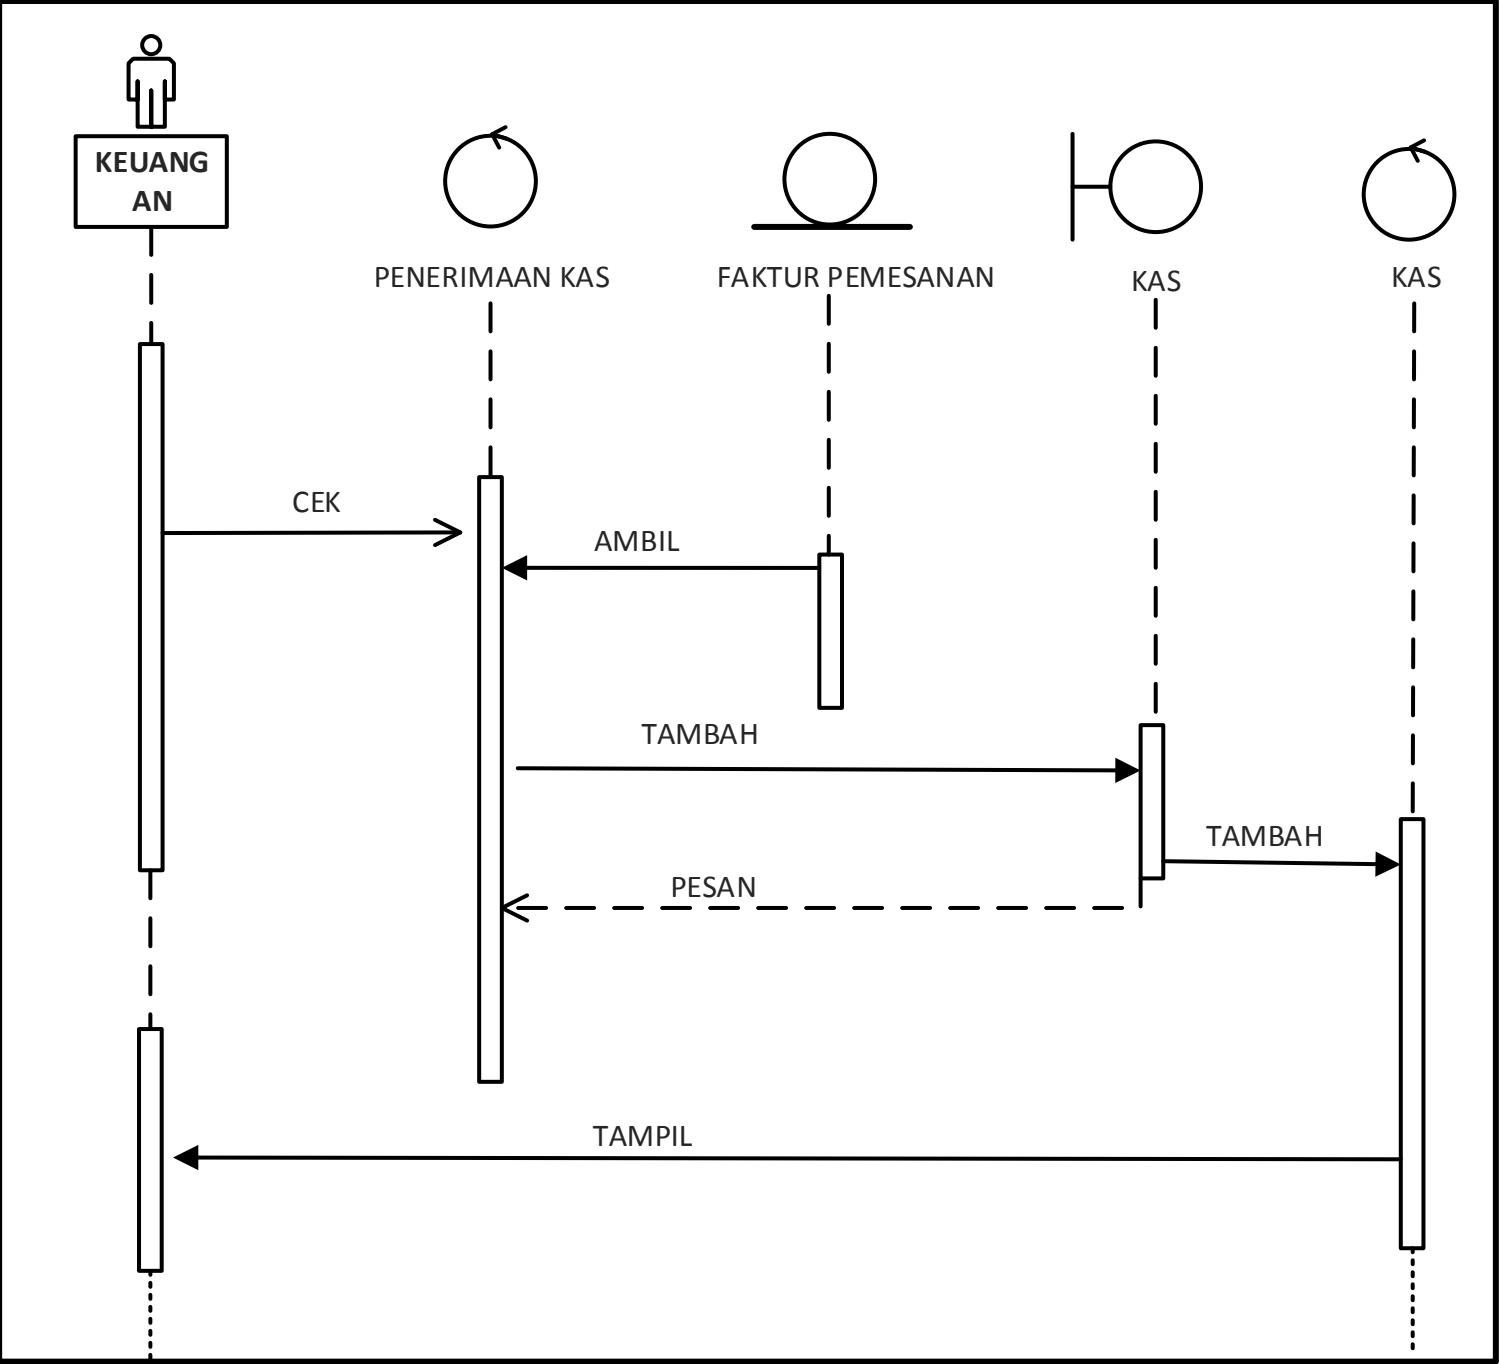 KEUANG
AN
PENERIMAAN KAS
FAKTUR PEMESANAN
KAS
KAS
CEK
AMBIL
TAMBAH
TAMBAH
PESAN
TAMPIL